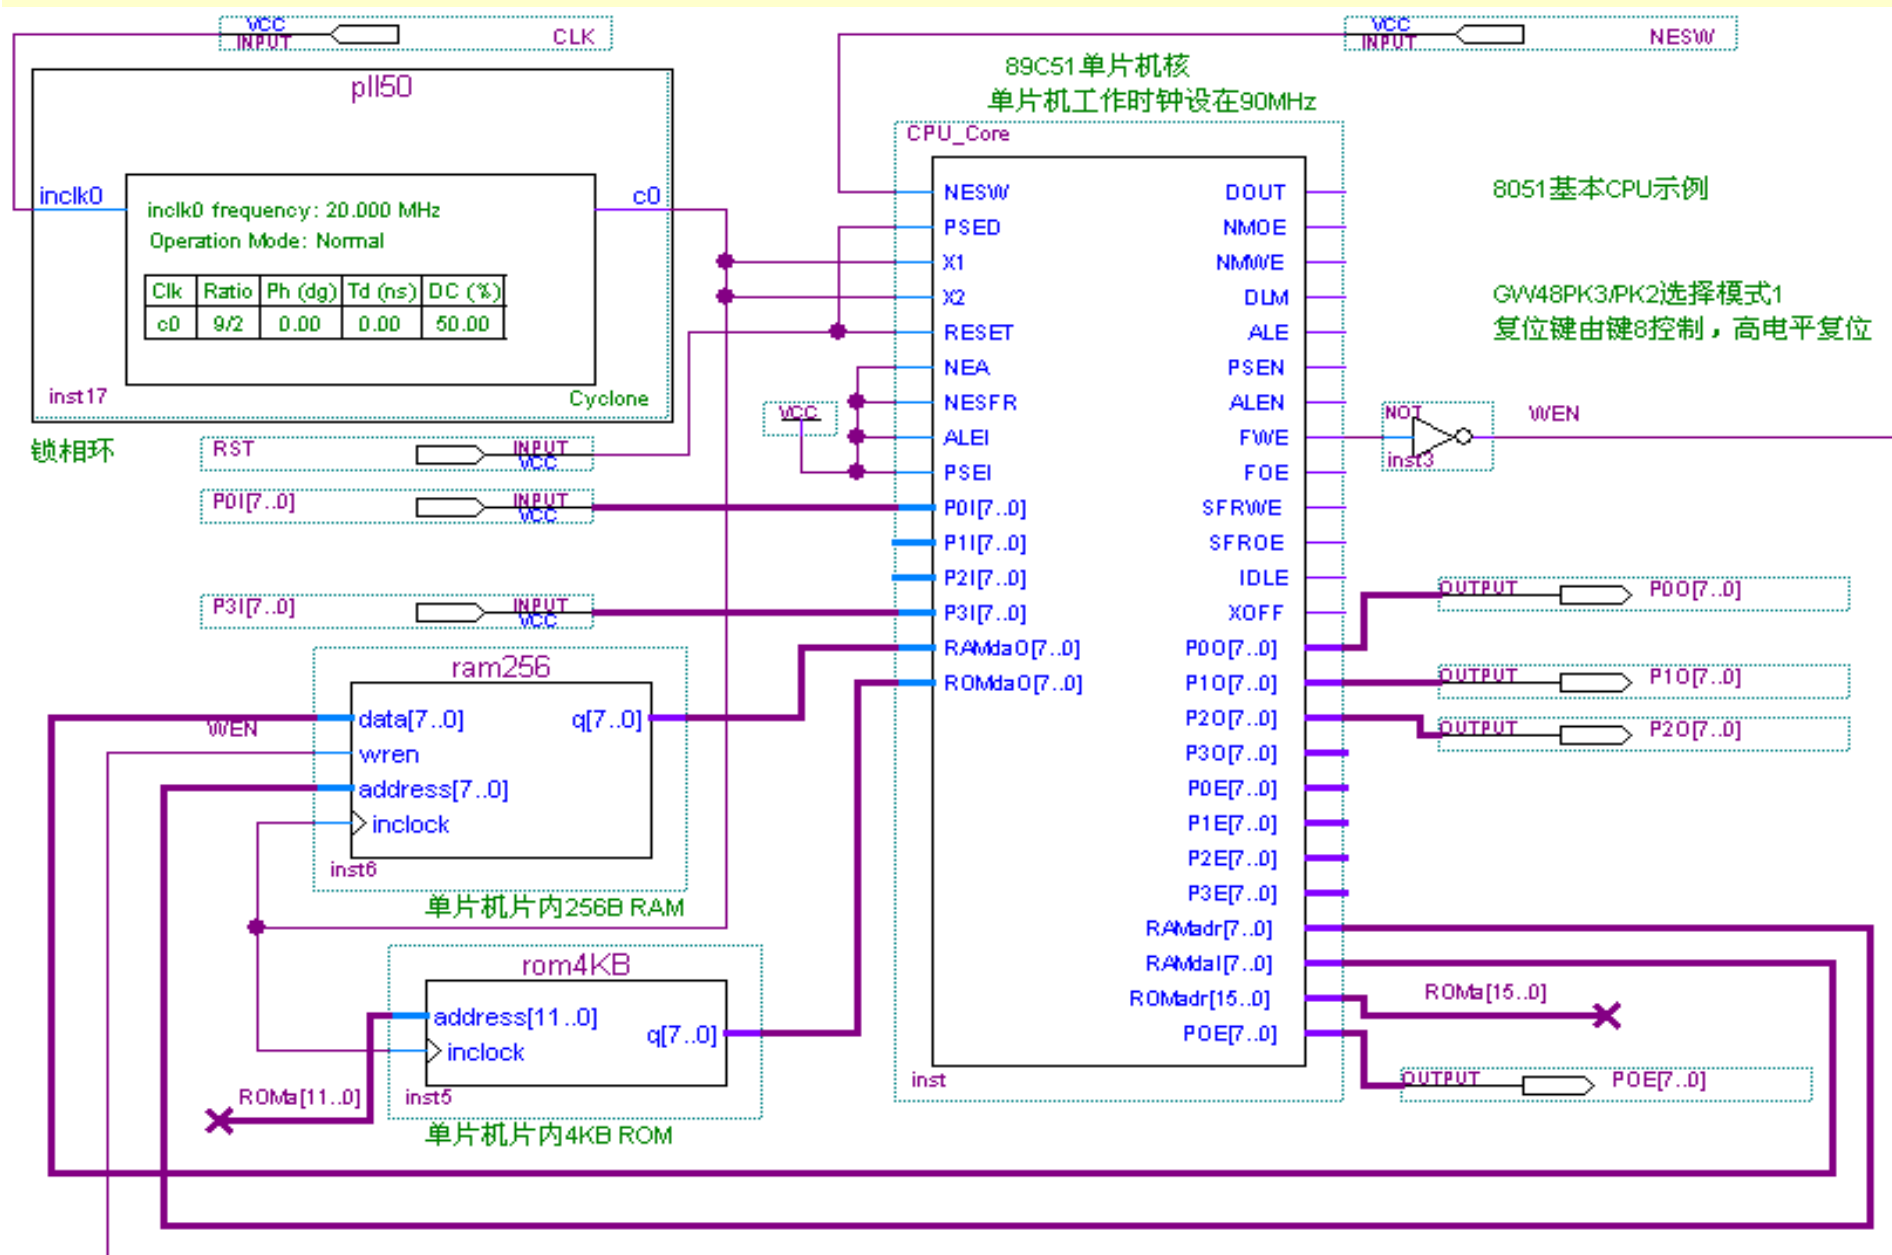 VCC
INPUT
CLK
VCC
INPUT
NESW
pll50
inclk0
c0
inclk0 frequency: 20.000 MHz
Operation Mode: Normal
Clk Ratio Ph (dg) Td (ns) DC (%)
c0 9/2 0.00 0.00 50.00
inst17
Cyclone
锁相环
89C51单片机核
单片机工作时钟设在90MHz
CPU_Core
NESW
PSED
X1
X2
RESET
NEA
NESFR
ALEI
PSEI
P0I[7..0]
P1I[7..0]
P2I[7..0]
P3I[7..0]
RAMdaO[7..0]
ROMdaO[7..0]
DOUT
NMOE
NMWE
DLM
ALE
PSEN
ALEN
FWE
FOE
SFRWE
SFROE
IDLE
XOFF
P0O[7..0]
P1O[7..0]
P2O[7..0]
P3O[7..0]
P0E[7..0]
P1E[7..0]
P2E[7..0]
P3E[7..0]
RAMadr[7..0]
RAMdaI[7..0]
ROMadr[15..0]
POE[7..0]
inst
8051基本CPU示例
GW48PK3/PK2选择模式1
复位键由键8控制，高电平复位
VCC
NOT
inst3
WEN
RST
INPUT
VCC
P0I[7..0]
INPUT
VCC
P3I[7..0]
INPUT
VCC
OUTPUT
P0O[7..0]
OUTPUT
P1O[7..0]
OUTPUT
P2O[7..0]
ROMa[15..0]
OUTPUT
POE[7..0]
ram256
WEN
data[7..0]
wren
address[7..0]
inclock
q[7..0]
inst6
单片机片内256B RAM
rom4KB
address[11..0]
inclock
q[7..0]
ROMa[11..0]
inst5
单片机片内4KB ROM